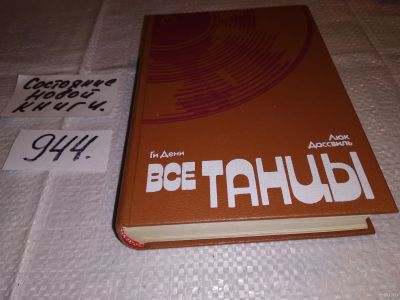 Состояние
новой
книги.
944.
Ги Дени
Люк
Дассвиль
ВСЕ ТАНЦЫ